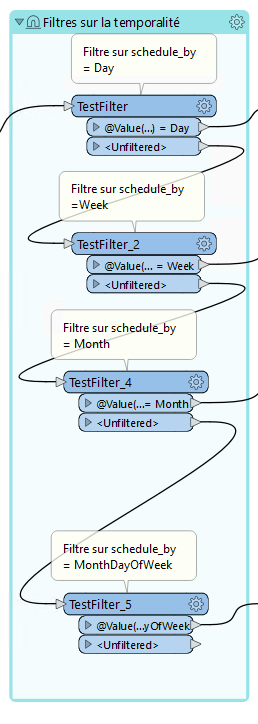 Filtres sur la temporalité
Filtre sur schedule_by
= Day
TestFilter
@Value(...) = Day
<Unfiltered>
Filtre sur schedule_by
=Week
TestFilter_2
@Value(... = Week
<Unfiltered>
Filtre sur schedule_by
= Month
TestFilter_4
@Value(...= Month
<Unfiltered>
Filtre sur schedule_by
= MonthDayOfWeek
TestFilter_5
@Value(...yOfWeek
<Unfiltered>